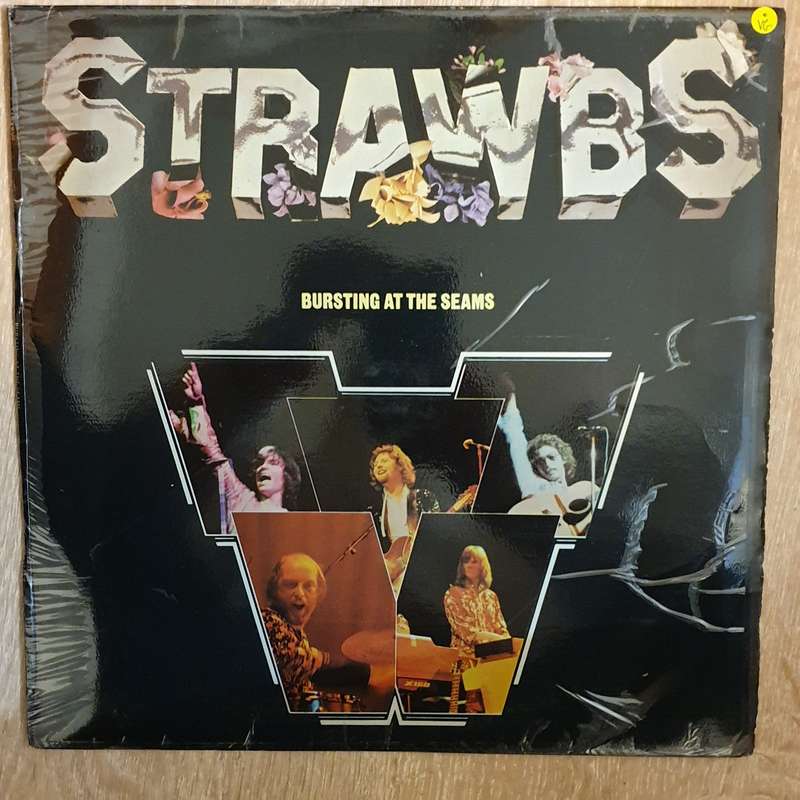 STRAWBS
BURSTING AT THE SEAMS